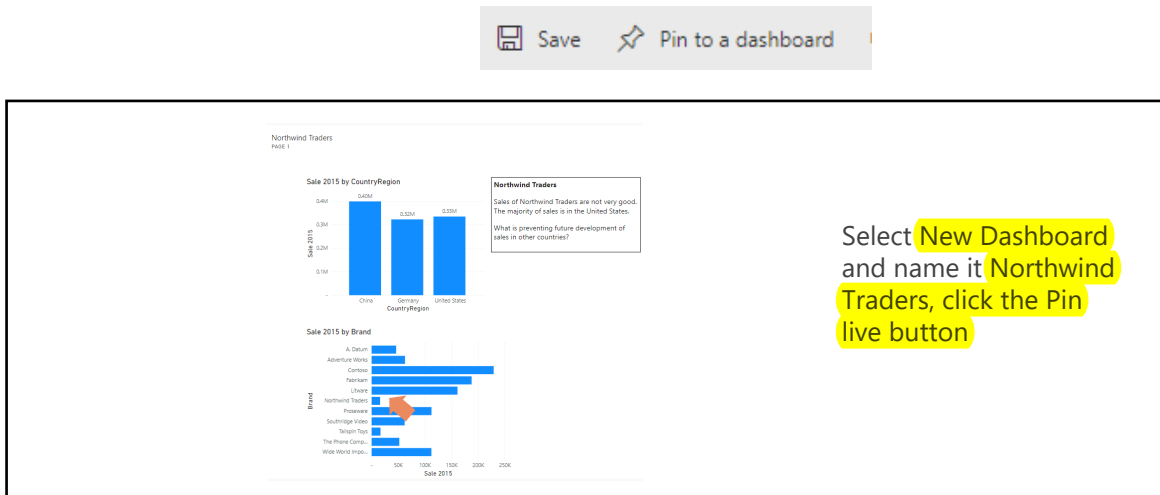 Save Pin to a dashboard
Northwind Traders
PAGE 1
Sale 2015 by CountryRegion
0.4M
0.3M
0.2M
0.1M
-
Sale 2015
0.40M
0.32M
0.33M
China Germany United States
CountryRegion
Northwind Traders
Sales of Northwind Traders are not very good.
The majority of sales is in the United States.
What is preventing future development of
sales in other countries?
Sale 2015 by Brand
Brand
A. Datum
Adventure Works
Contoso
Fabrikam
Litware
Northwind Traders
Proseware
Southridge Video
Tailspin Toys
The Phone Comp...
Wide World Impo...
- 50K 100K 150K 200K 250K
Sale 2015
Select New Dashboard
and name it Northwind
Traders, click the Pin
live button